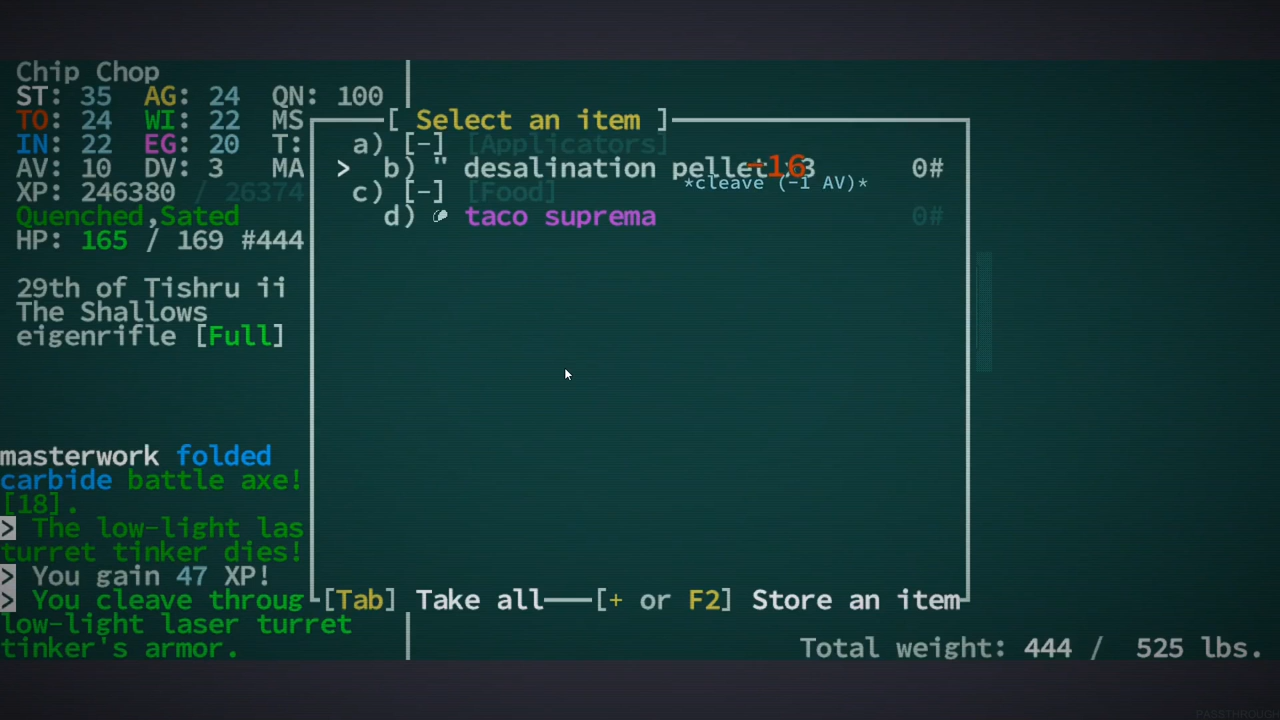 Chip Chop
ST: 35 AG: 24 QN: 100
TO: 24 WI: 22 MS
IN: 22 EG: 20 T:
AV: 10 DV: 3 MA
XP: 246380 / 26374
Quenched,Sated
HP: 165 / 169 #444
29th of Tishru ii
The Shallows
eigenrifle [Full]
masterwork folded
carbide battle axe!
[18].
> The low-light las
turret tinker dies!
> You gain 47 XP!
> You cleave throug
low-light laser turret
tinker's armor.
[ Select an item ]
a) [-] [Applicators]
> b) " desalination pellet x3 0#
-16
*cleave (-1 AV)*
c) [-] [Food]
d) taco suprema 0#
[Tab] Take all [+ or F2] Store an item
Total weight: 444 / 525 lbs.